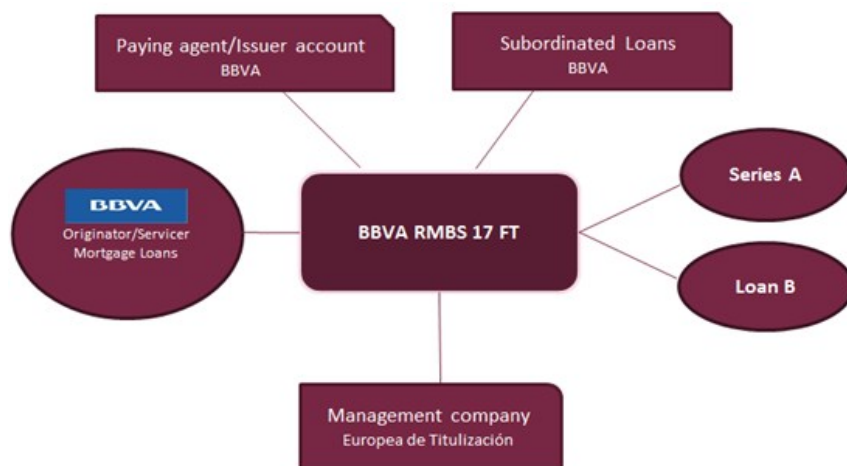 Paying agent/Issuer account
BBVA
Subordinated Loans
BBVA
BBVA
Originator/Servicer
Mortgage Loans
BBVA RMBS 17 FT
Series A
Loan B
Management company
Europea de Titulización